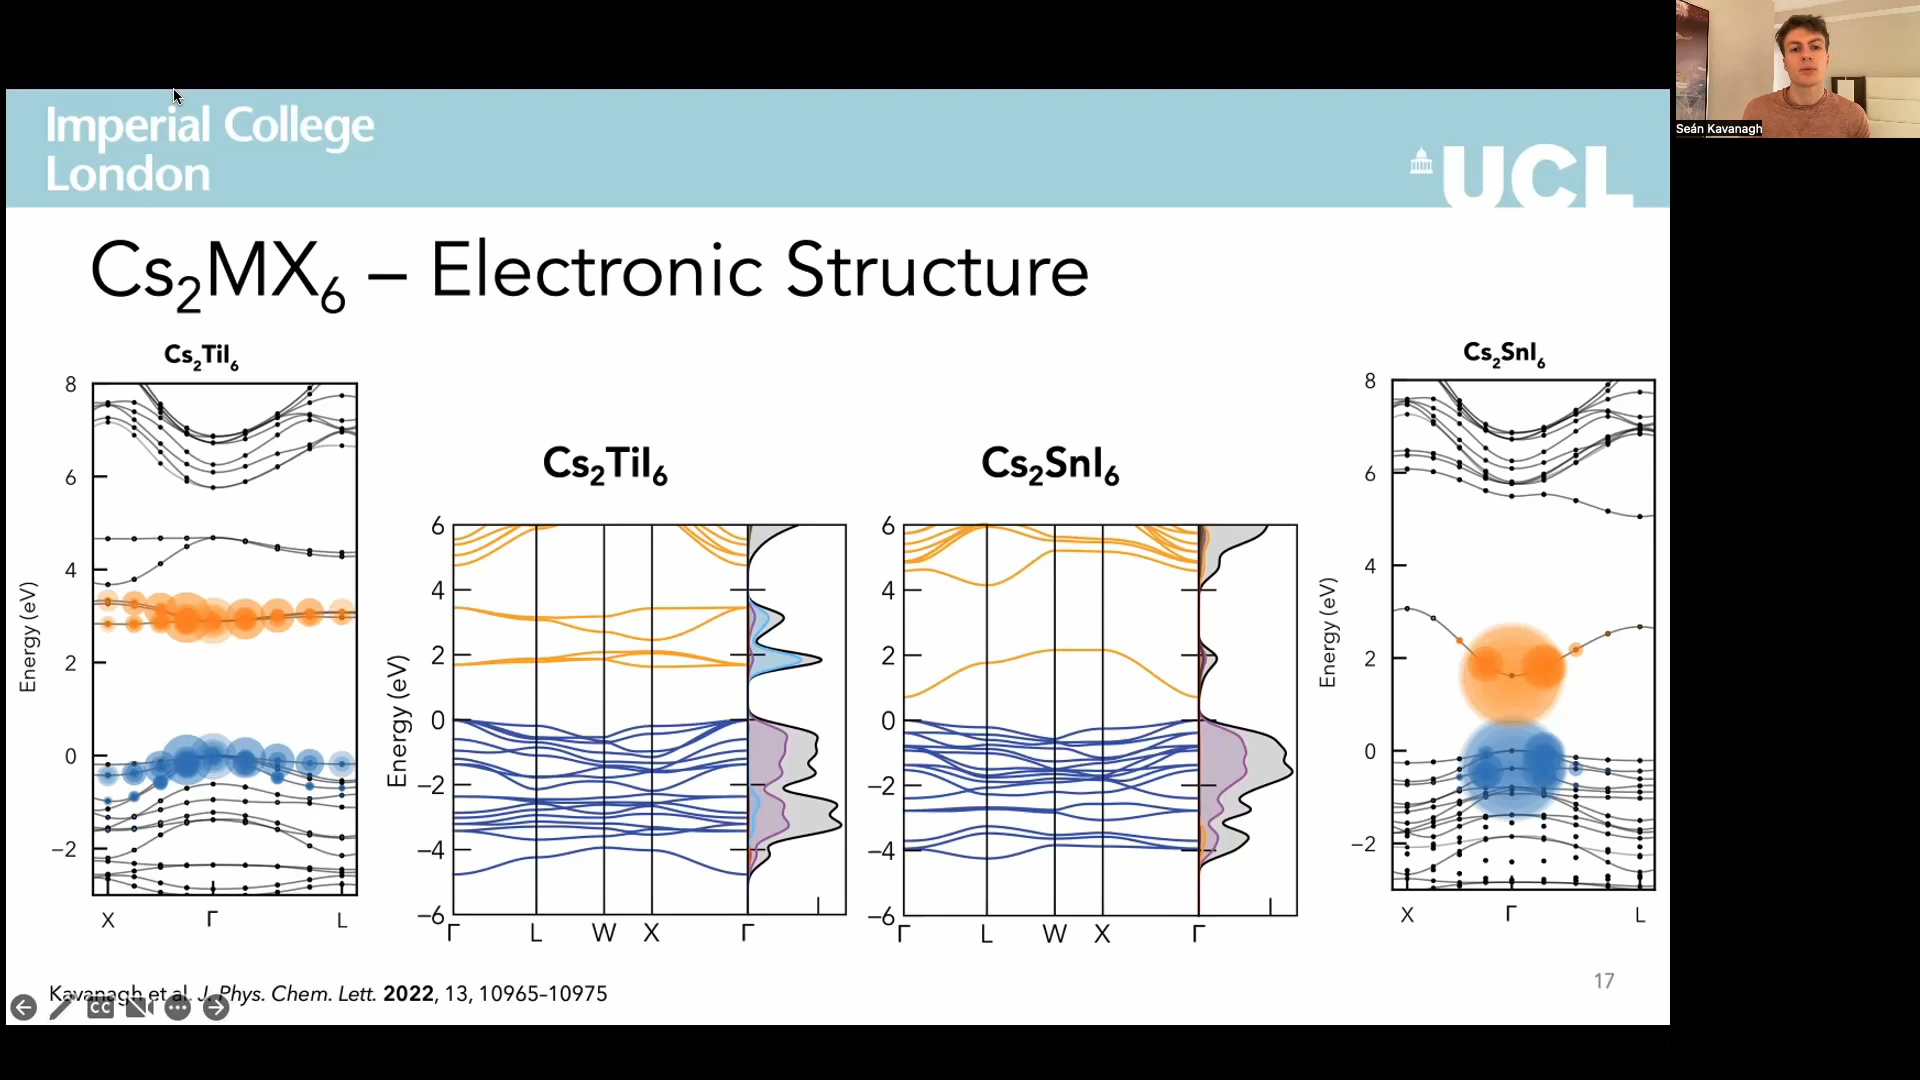 Imperial College
London
UCL
Seán Kavanagh
Cs₂MX₆ – Electronic Structure
Cs₂TiI₆
8
6
4
2
0
−2
Energy (eV)
X Γ L
Cs₂TiI₆
6
4
2
0
−2
−4
−6
Energy (eV)
Γ L W X Γ
Cs₂SnI₆
6
4
2
0
−2
−4
−6
Γ L W X Γ
Cs₂SnI₆
8
6
4
2
0
−2
Energy (eV)
X Γ L
Kavanagh et al. J. Phys. Chem. Lett. 2022, 13, 10965–10975
CC
17